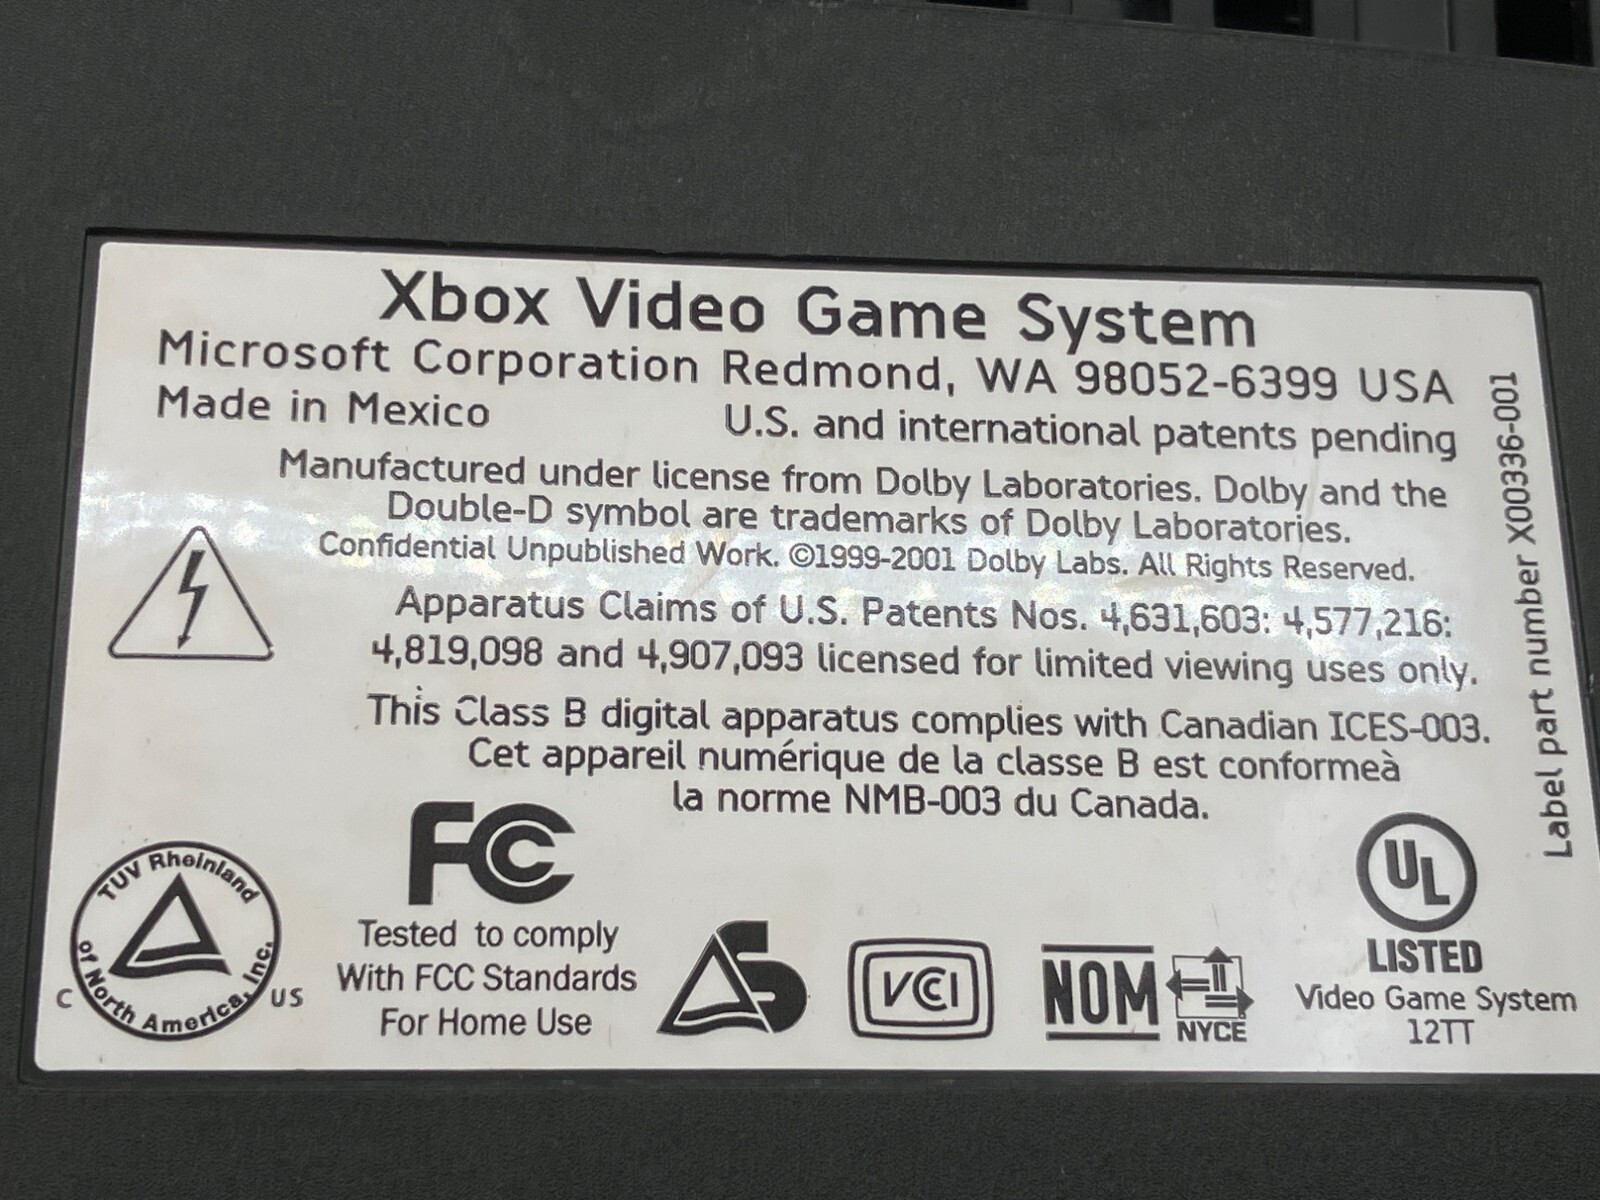 Xbox Video Game System
Microsoft Corporation Redmond, WA 98052-6399 USA
Made in Mexico U.S. and international patents pending
Manufactured under license from Dolby Laboratories. Dolby and the
Double-D symbol are trademarks of Dolby Laboratories.
Confidential Unpublished Work. ©1999-2001 Dolby Labs. All Rights Reserved.
Apparatus Claims of U.S. Patents Nos. 4,631,603: 4,577,216:
4,819,098 and 4,907,093 licensed for limited viewing uses only.
This Class B digital apparatus complies with Canadian ICES-003.
Cet appareil numérique de la classe B est conformeà
la norme NMB-003 du Canada.
Label part number X00336-001
TUV Rheinland
of North America, Inc.
C US
FC
Tested to comply
With FCC Standards
For Home Use
S
VCCI
NOM
NYCE
UL
LISTED
Video Game System
12TT